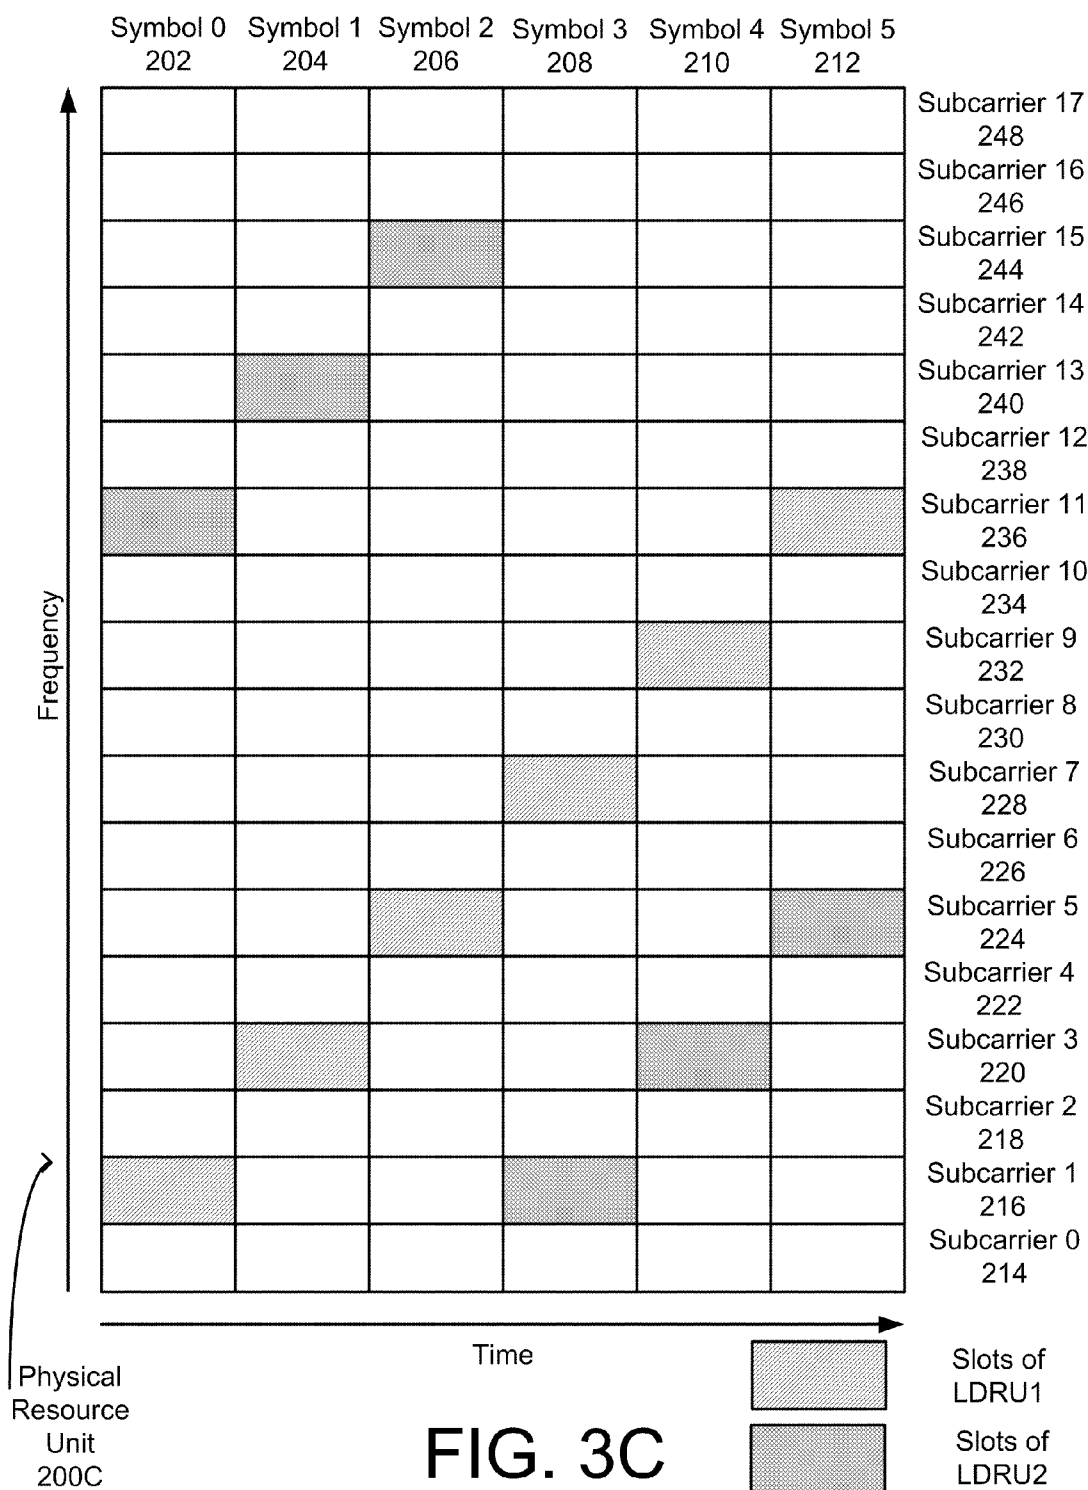 Symbol 0 Symbol 1 Symbol 2 Symbol 3 Symbol 4 Symbol 5
202 204 206 208 210 212
Subcarrier 17
248
Subcarrier 16
246
Subcarrier 15
244
Subcarrier 14
242
Subcarrier 13
240
Subcarrier 12
238
Subcarrier 11
236
Subcarrier 10
234
Subcarrier 9
232
Subcarrier 8
230
Subcarrier 7
228
Subcarrier 6
226
Subcarrier 5
224
Subcarrier 4
222
Subcarrier 3
220
Subcarrier 2
218
Subcarrier 1
216
Subcarrier 0
214
Frequency
Time
Physical
Resource
Unit
200C
FIG. 3C
Slots of
LDRU1
Slots of
LDRU2